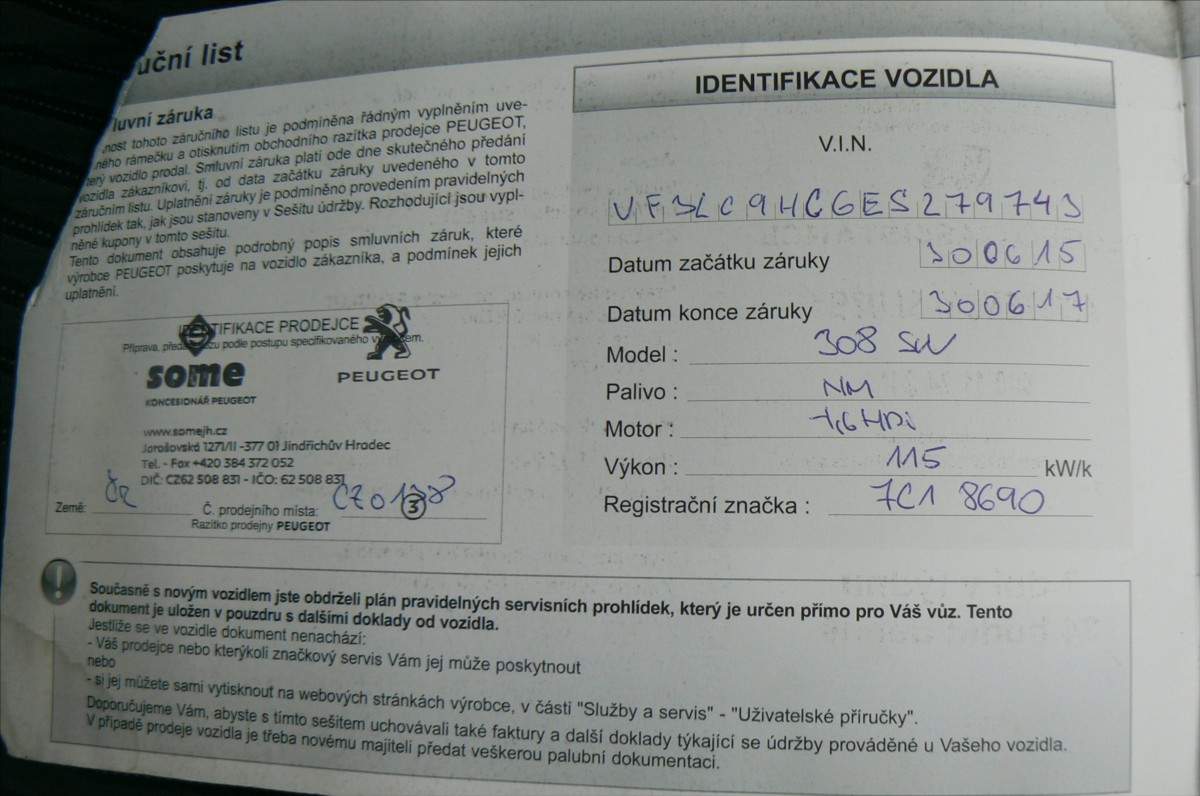 uční list
luvní záruka
nost tohoto záručního listu je podmíněna řádným vyplněním uve-
ného rámečku a otisknutím obchodního razítka prodejce PEUGEOT,
erý vozidlo prodal. Smluvní záruka platí ode dne skutečného předání
vozidla zákazníkovi, tj. od data začátku záruky uvedeného v tomto
záručním listu. Uplatnění záruky je podmíněno provedením pravidelných
prohlídek tak, jak jsou stanoveny v Sešitu údržby. Rozhodující jsou vypl-
něné kupony v tomto sešitu.
Tento dokument obsahuje podrobný popis smluvních záruk, které
výrobce PEUGEOT poskytuje na vozidlo zákazníka, a podmínek jejich
uplatnění.
IDENTIFIKACE PRODEJCE
Příprava, podle postupu specifikovaného
some
KONCESIONÁŘ PEUGEOT
PEUGEOT
www.somejh.cz
Jarošovská 1271/II -377 01 Jindřichův Hradec
Tel. - Fax +420 384 372 052
DIČ: CZ62 508 831 - IČO: 62 508 831
Země: ČR Č. prodejního místa: 3
Razítko prodejny PEUGEOT
IDENTIFIKACE VOZIDLA
V.I.N.
VF3LC9HCGES279743
Datum začátku záruky 300615
Datum konce záruky 300617
Model : 308 SW
Palivo : NM
Motor : 1,6 HDi
Výkon : 115 kW/k
Registrační značka : 7C1 8690
Současně s novým vozidlem jste obdrželi plán pravidelných servisních prohlídek, který je určen přímo pro Váš vůz. Tento
dokument je uložen v pouzdru s dalšími doklady od vozidla.
Jestliže se ve vozidle dokument nenachází:
- Váš prodejce nebo kterýkoli značkový servis Vám jej může poskytnout
nebo
- si jej můžete sami vytisknout na webových stránkách výrobce, v části "Služby a servis" - "Uživatelské příručky".
Doporučujeme Vám, abyste s tímto sešitem uchovávali také faktury a další doklady týkající se údržby prováděné u Vašeho vozidla.
V případě prodeje vozidla je třeba novému majiteli předat veškerou palubní dokumentaci.